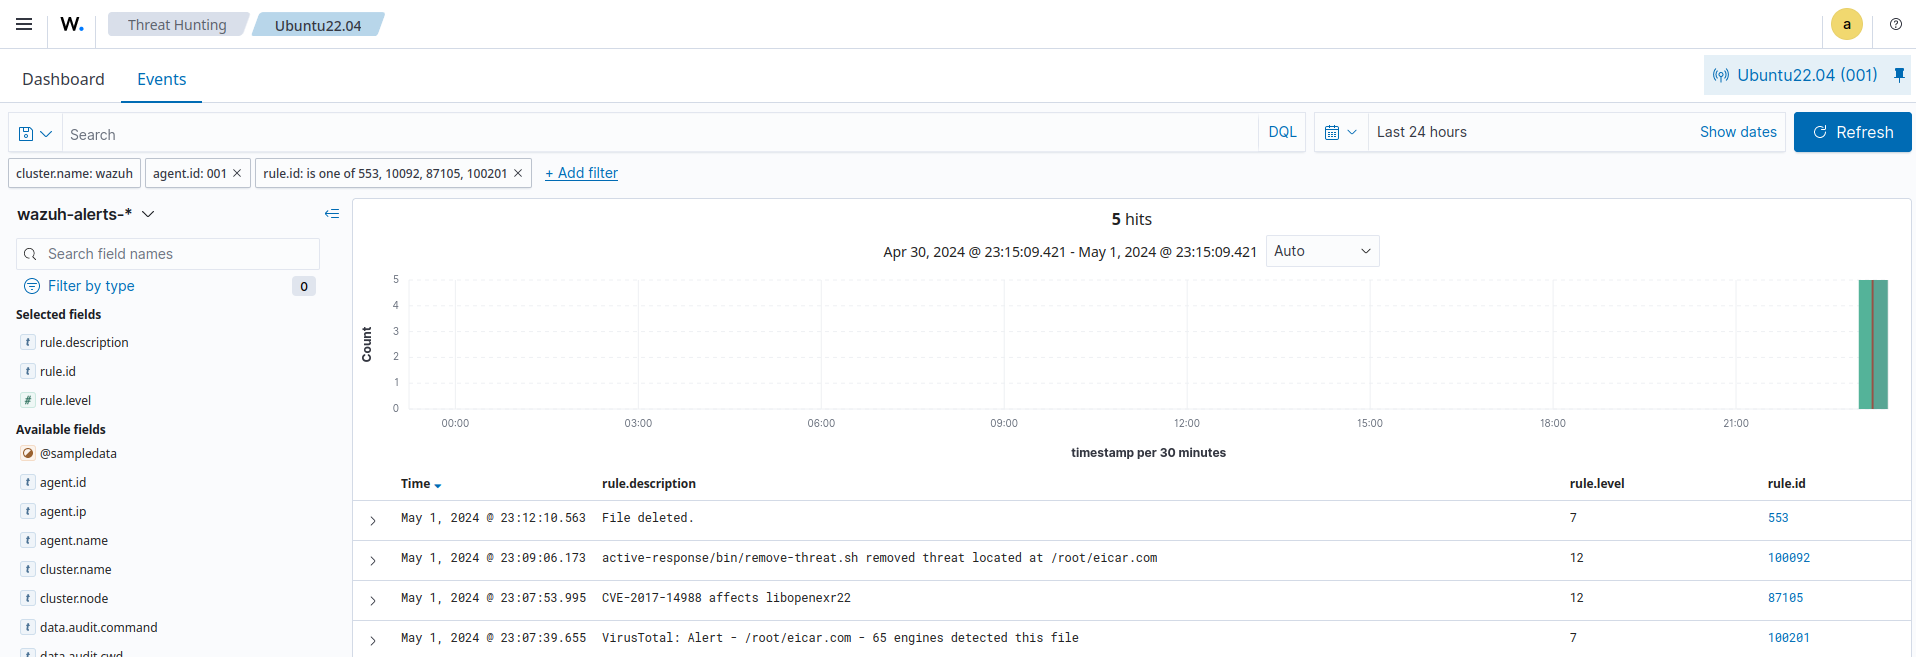 W.
Threat Hunting
Ubuntu22.04
a
Dashboard
Events
Ubuntu22.04 (001)
Search
DQL
Last 24 hours
Show dates
Refresh
cluster.name: wazuh
agent.id: 001 ×
rule.id: is one of 553, 10092, 87105, 100201 ×
+ Add filter
wazuh-alerts-*
Search field names
Filter by type
0
Selected fields
t rule.description
t rule.id
# rule.level
Available fields
@sampledata
t agent.id
t agent.ip
t agent.name
t cluster.name
t cluster.node
t data.audit.command
data.audit.cwd
5 hits
Apr 30, 2024 @ 23:15:09.421 - May 1, 2024 @ 23:15:09.421
Auto
Count
5
4
3
2
1
0
00:00
03:00
06:00
09:00
12:00
15:00
18:00
21:00
timestamp per 30 minutes
Time rule.description rule.level rule.id
May 1, 2024 @ 23:12:10.563 File deleted. 7 553
May 1, 2024 @ 23:09:06.173 active-response/bin/remove-threat.sh removed threat located at /root/eicar.com 12 100092
May 1, 2024 @ 23:07:53.995 CVE-2017-14988 affects libopenexr22 12 87105
May 1, 2024 @ 23:07:39.655 VirusTotal: Alert - /root/eicar.com - 65 engines detected this file 7 100201